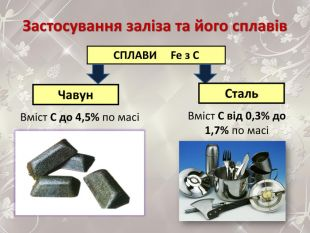 Застосування заліза та його сплавів
СПЛАВИ Fe з С
Чавун
Сталь
Вміст С до 4,5% по масі
Вміст С від 0,3% до
1,7% по масі